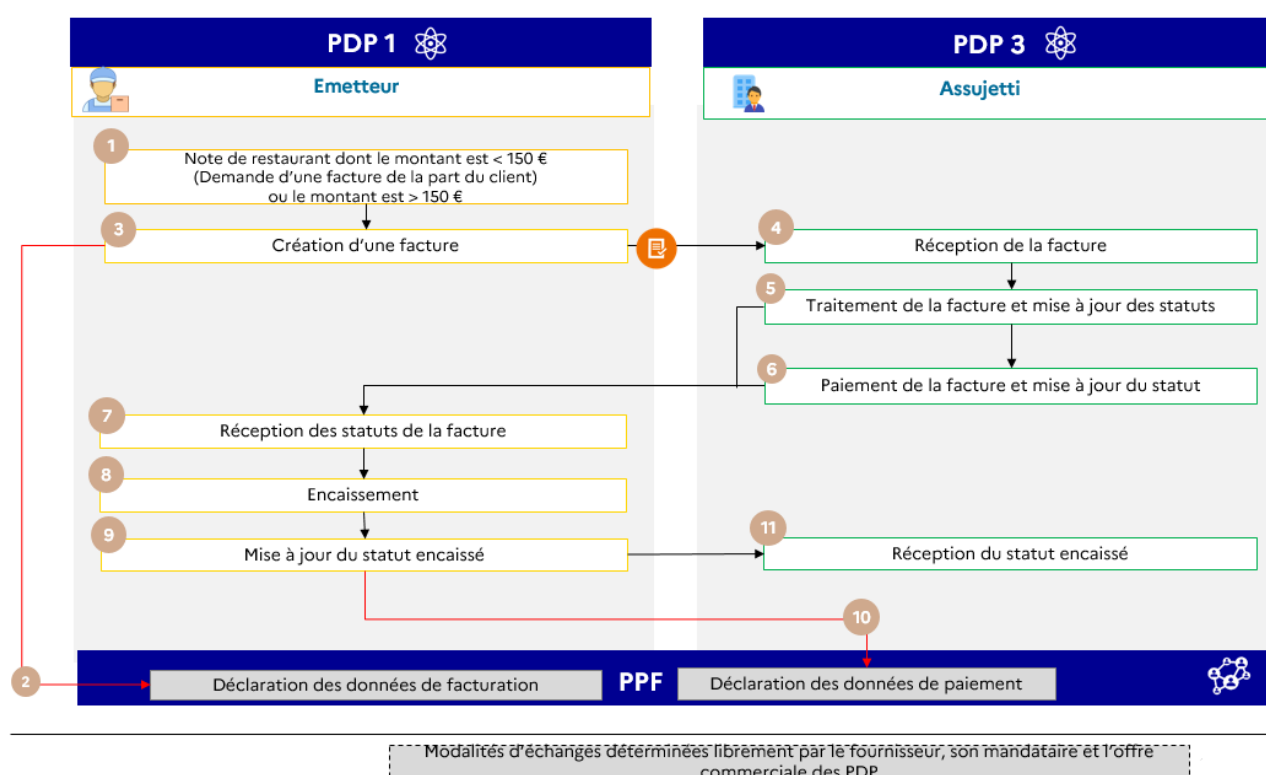 PDP 1
PDP 3
Emetteur
Assujetti
1
Note de restaurant dont le montant est < 150 €
(Demande d'une facture de la part du client)
ou le montant est > 150 €
3
Création d'une facture
4
Réception de la facture
5
Traitement de la facture et mise à jour des statuts
6
Paiement de la facture et mise à jour du statut
7
Réception des statuts de la facture
8
Encaissement
9
Mise à jour du statut encaissé
11
Réception du statut encaissé
10
2
Déclaration des données de facturation
PPF
Déclaration des données de paiement
Modalités d'échanges déterminées librement par le fournisseur, son mandataire et l'offre
commerciale des PDP